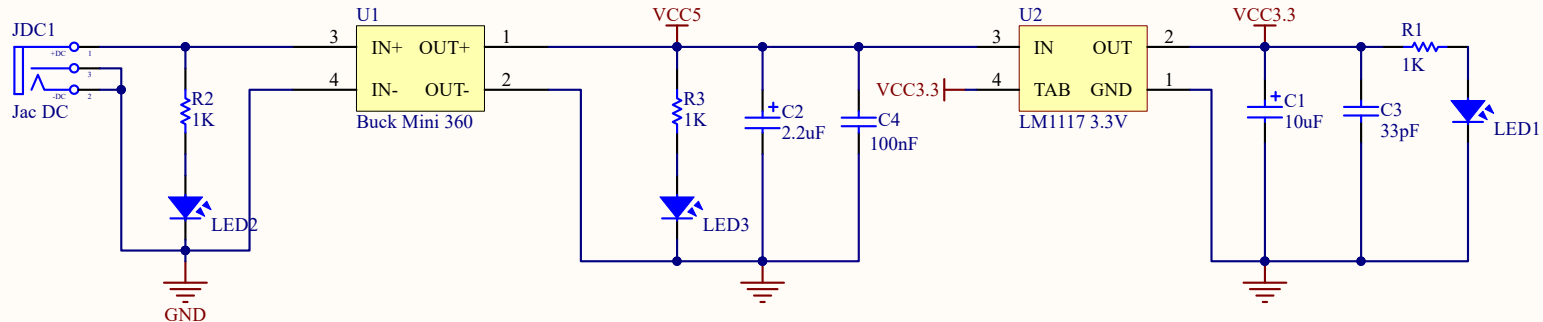 JDC1
+DC 1
3
-DC 2
Jac DC
R2
1K
LED2
GND
U1
3 IN+ OUT+ 1
4 IN- OUT- 2
Buck Mini 360
VCC5
R3
1K
LED3
C2
2.2uF
C4
100nF
U2
3 IN OUT 2
VCC3.3 4 TAB GND 1
LM1117 3.3V
VCC3.3
C1
10uF
C3
33pF
R1
1K
LED1